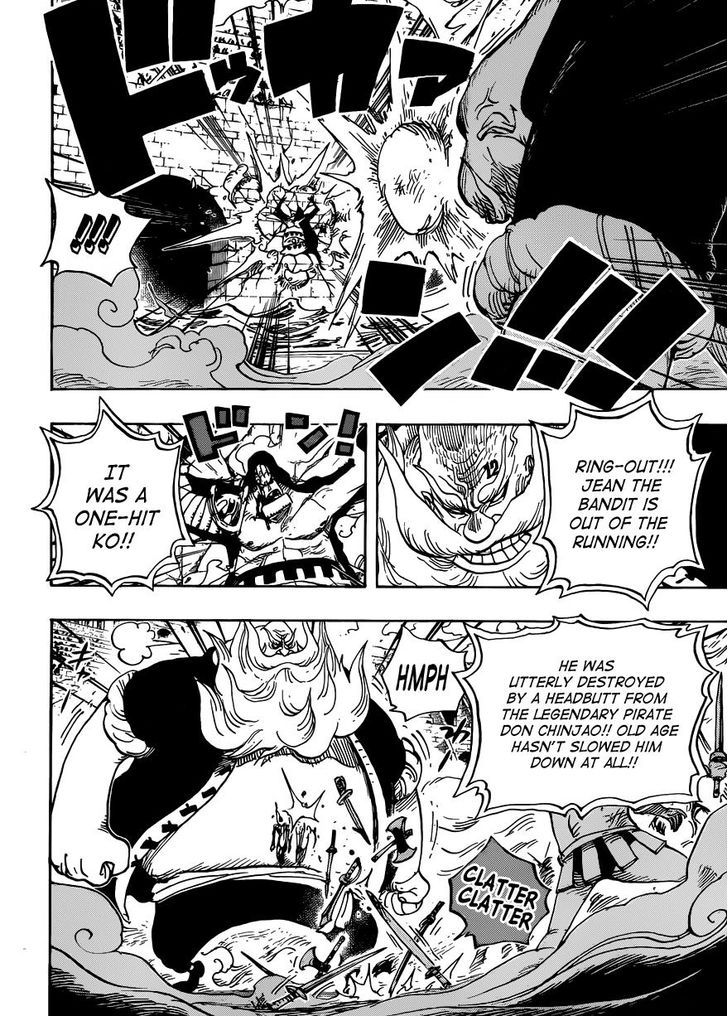 ドッカァ
ン!!!
!!!
RING-OUT!!!
JEAN THE
BANDIT IS
OUT OF THE
RUNNING!!
12
ドン!
IT
WAS A
ONE-HIT
KO!!
HE WAS
UTTERLY DESTROYED
BY A HEADBUTT FROM
THE LEGENDARY PIRATE
DON CHINJAO!! OLD AGE
HASN'T SLOWED HIM
DOWN AT ALL!!
HMPH
CLATTER
CLATTER